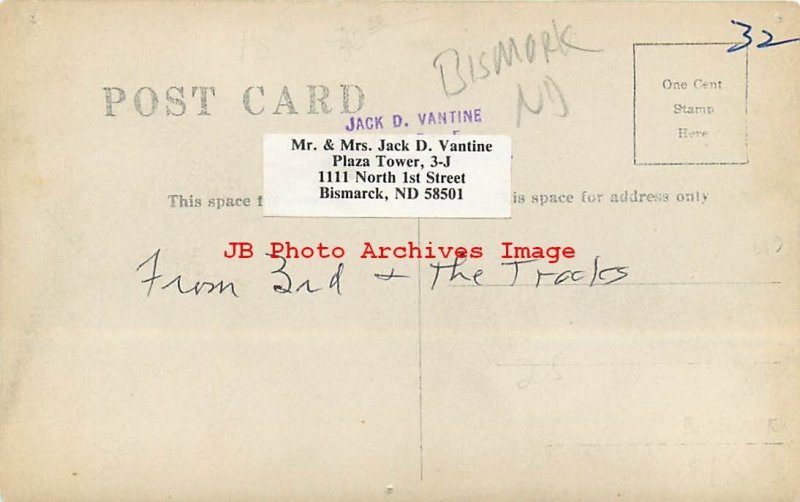 32
Bismork
ND
POST CARD
One Cent
Stamp
Here
JACK D. VANTINE
Mr. & Mrs. Jack D. Vantine
Plaza Tower, 3-J
1111 North 1st Street
Bismarck, ND 58501
This space f
is space for address only
JB Photo Archives Image
From 3rd + the Tracks